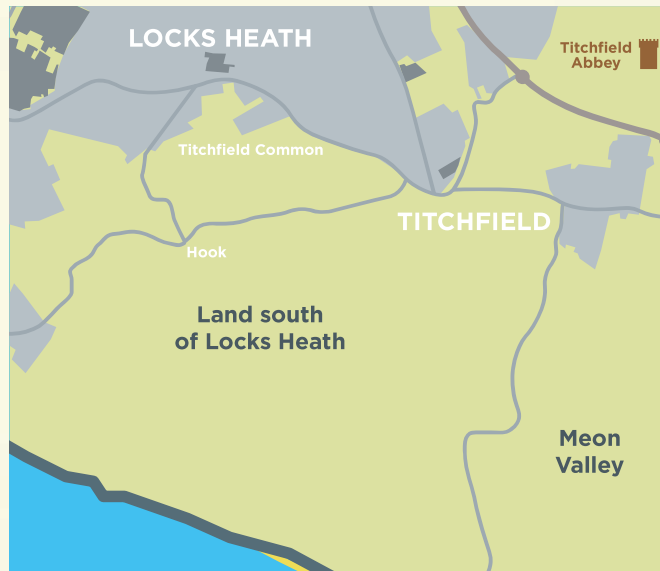 LOCKS HEATH
Titchfield
Abbey
Titchfield Common
TITCHFIELD
Hook
Land south
of Locks Heath
Meon
Valley